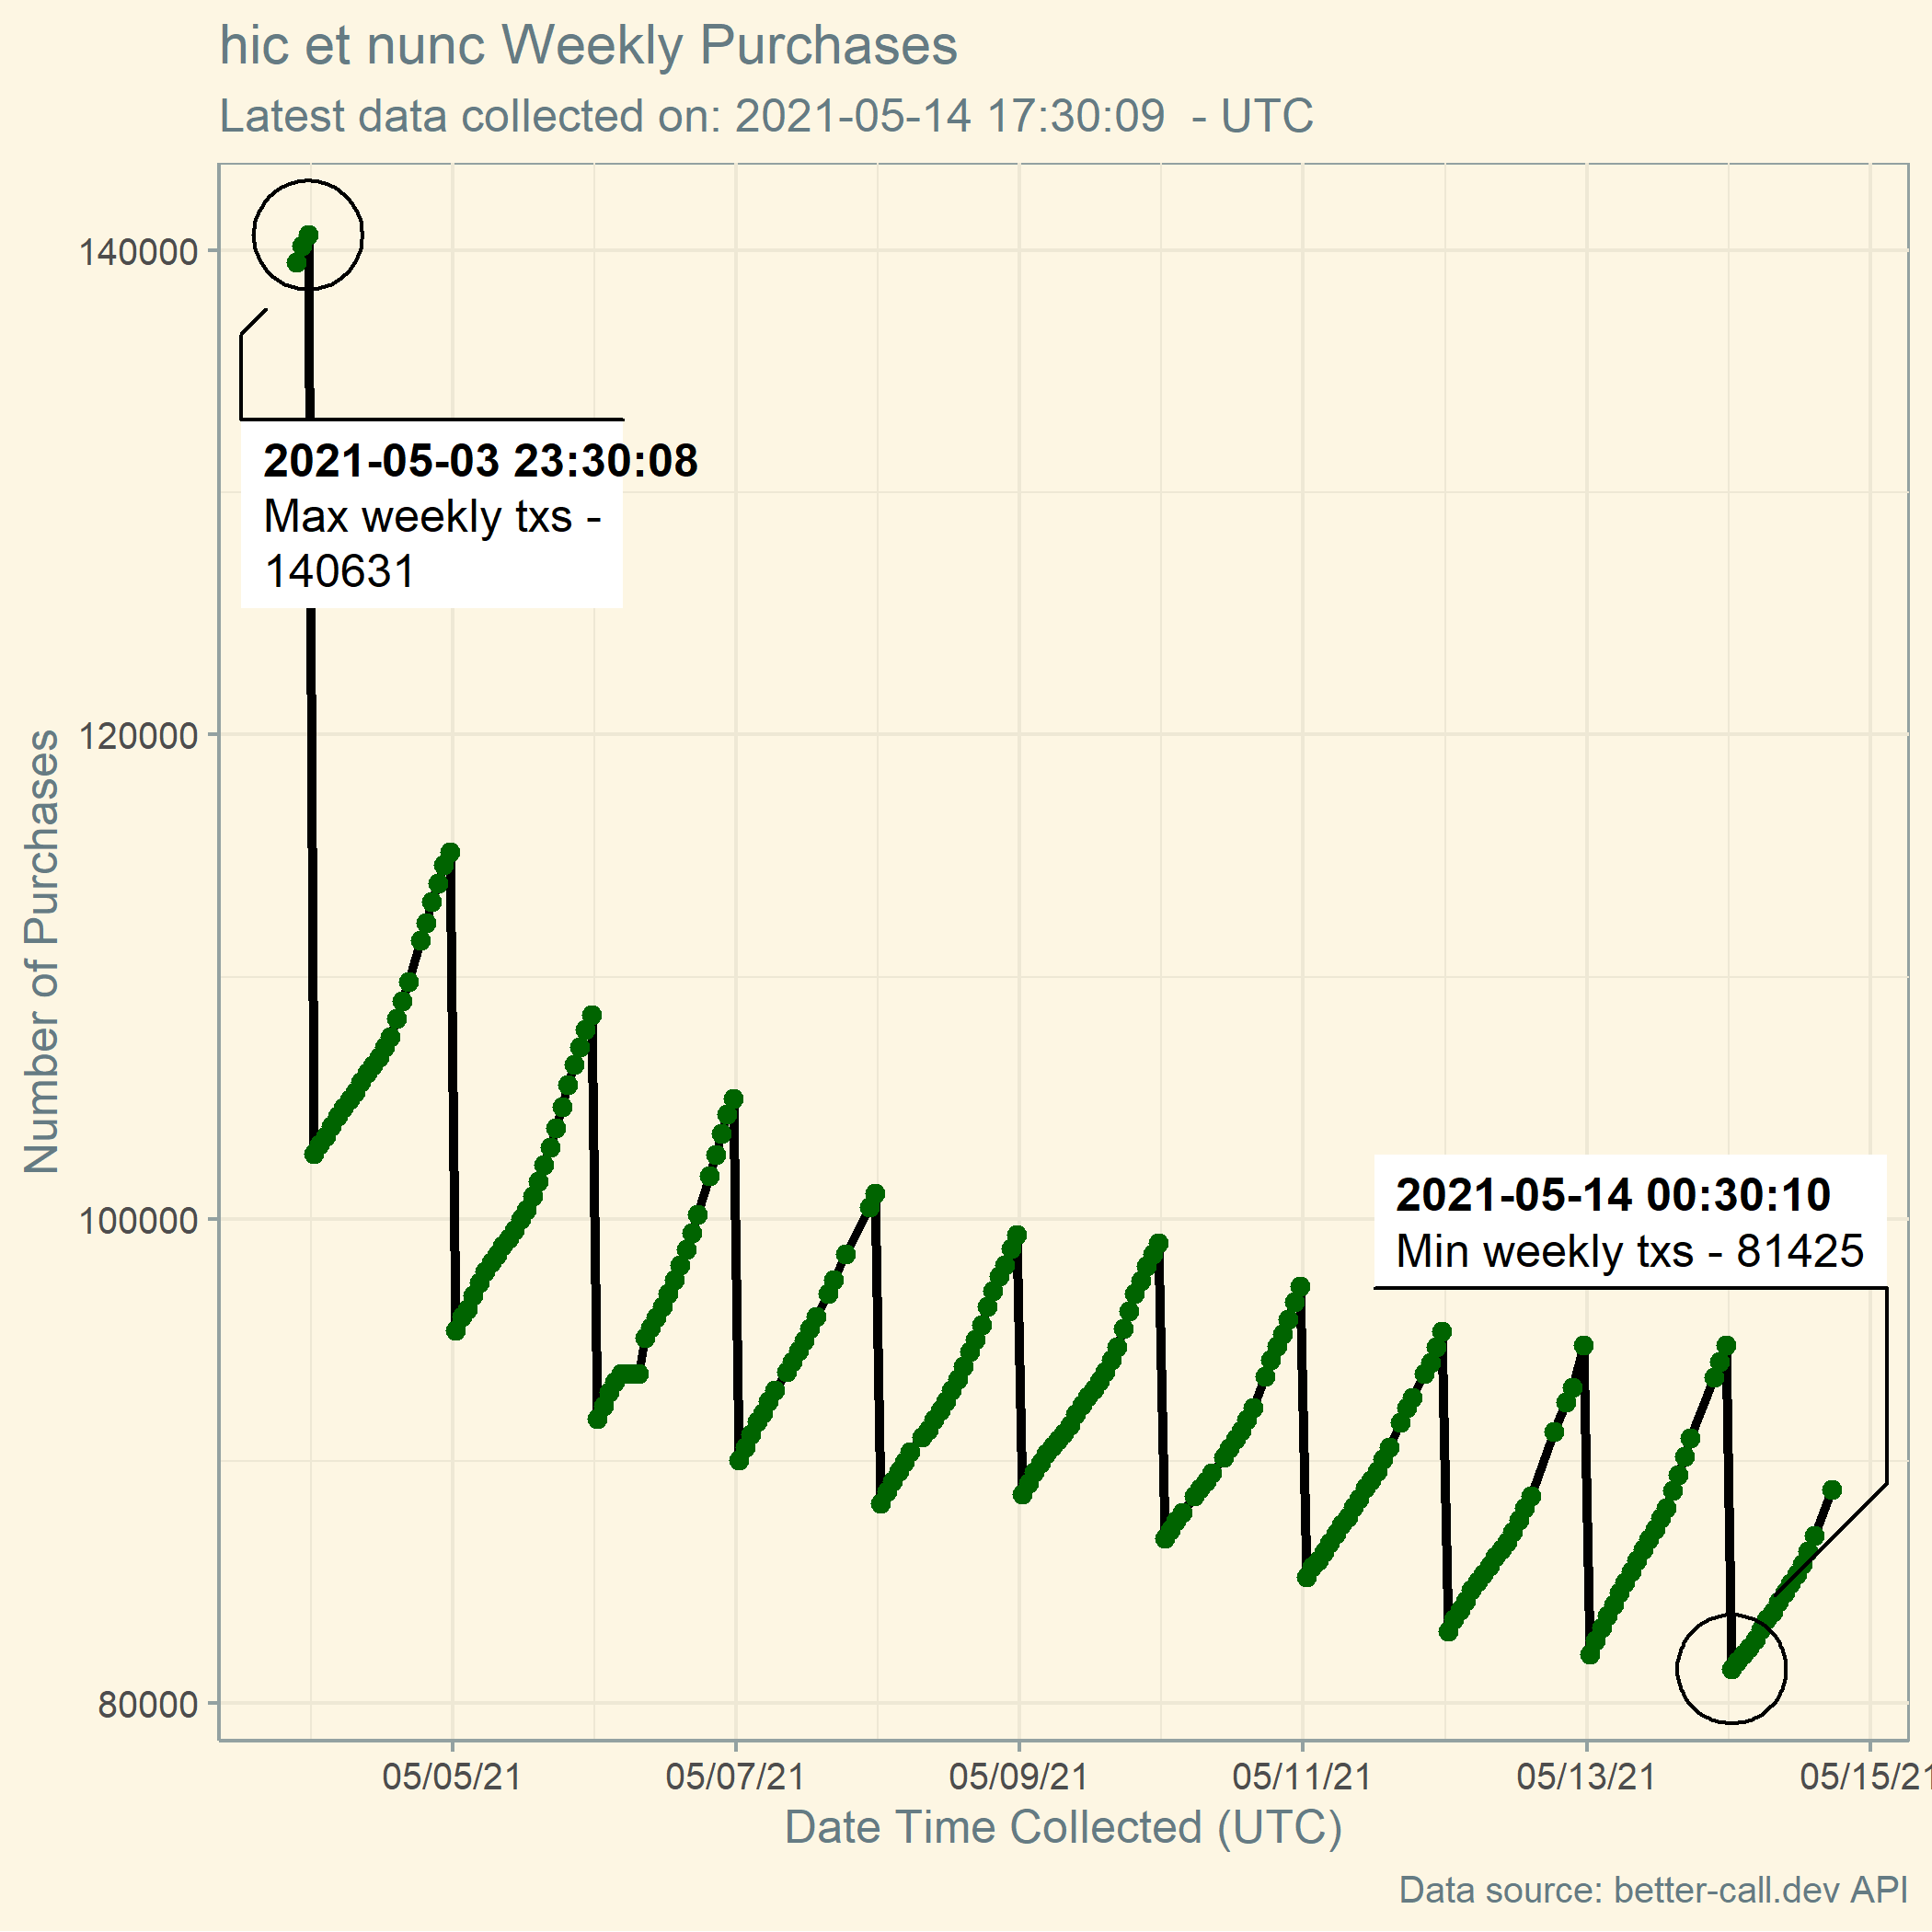 hic et nunc Weekly Purchases
Latest data collected on: 2021-05-14 17:30:09  - UTC
140000
120000
100000
80000
Number of Purchases
2021-05-03 23:30:08
Max weekly txs -
140631
2021-05-14 00:30:10
Min weekly txs - 81425
05/05/21
05/07/21
05/09/21
05/11/21
05/13/21
05/15/21
Date Time Collected (UTC)
Data source: better-call.dev API